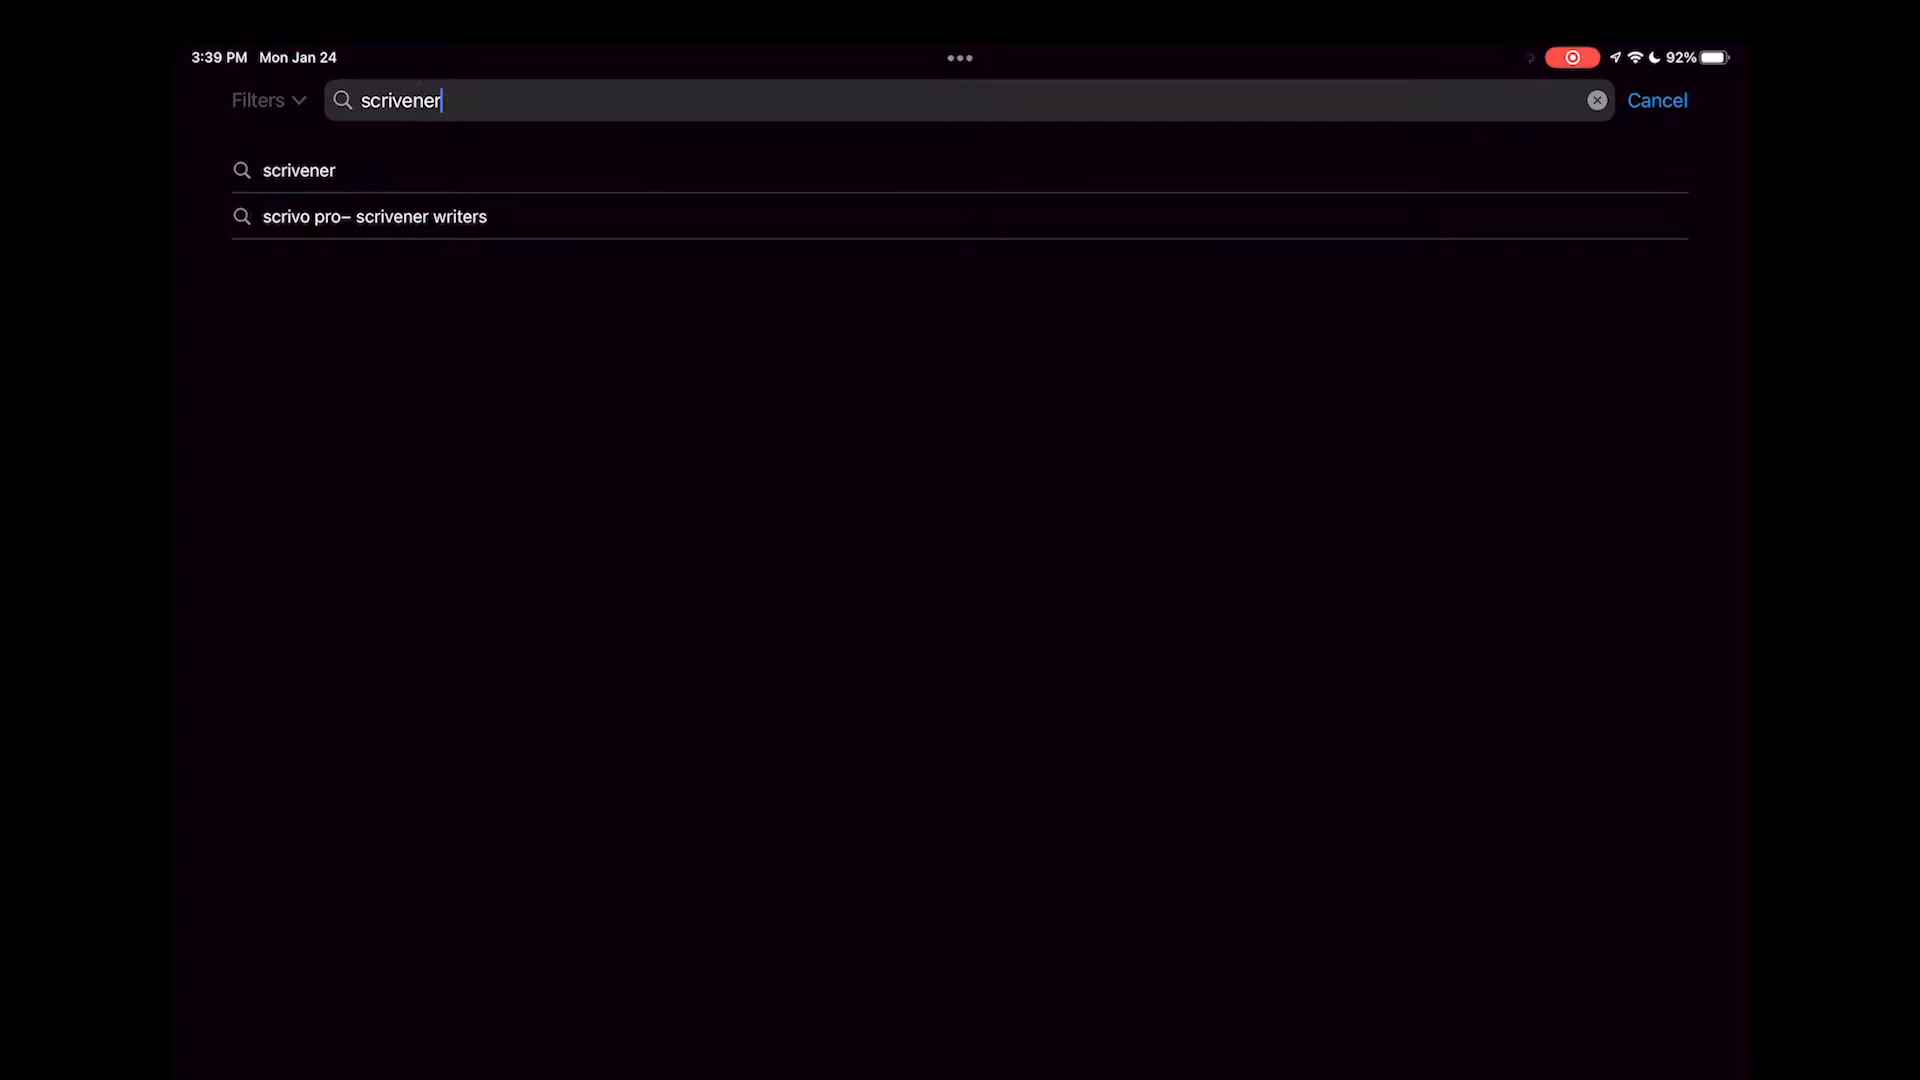 3:39 PM Mon Jan 24
92%
Filters
scrivener
Cancel
scrivener
scrivo pro– scrivener writers